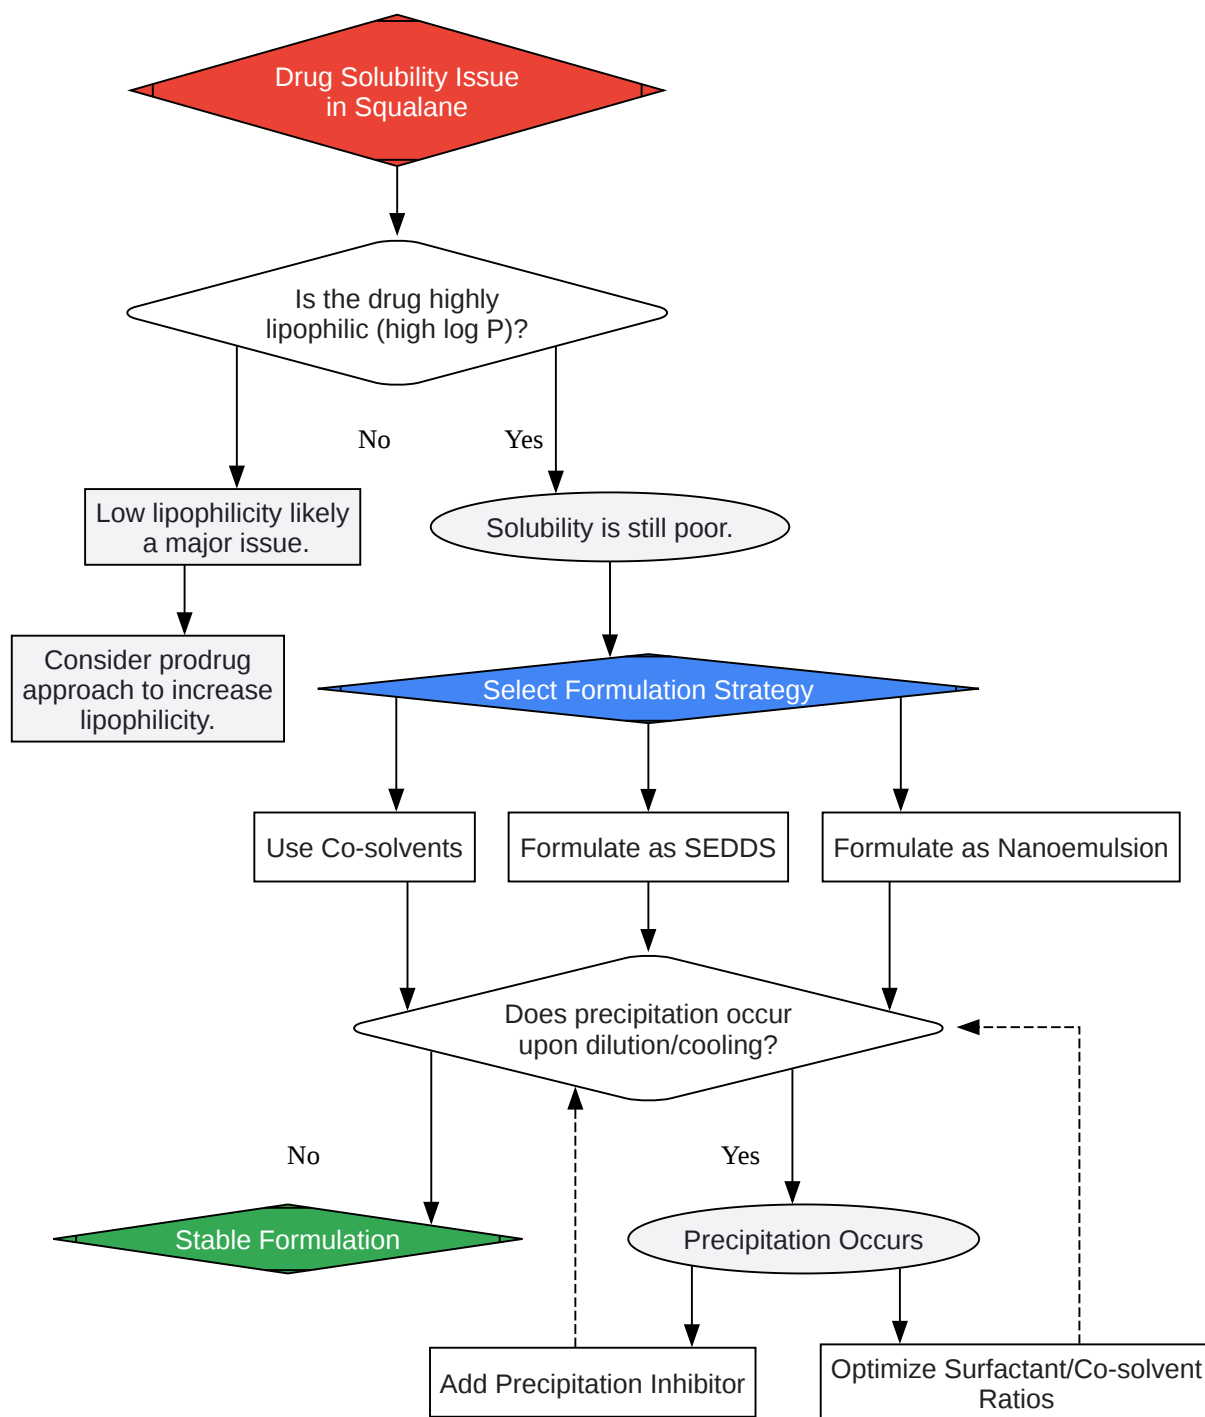 Drug Solubility Issue
in Squalane
Is the drug highly
lipophilic (high log P)?
No
Yes
Low lipophilicity likely
a major issue.
Solubility is still poor.
Consider prodrug
approach to increase
lipophilicity.
Select Formulation Strategy
Use Co-solvents
Formulate as SEDDS
Formulate as Nanoemulsion
Does precipitation occur
upon dilution/cooling?
No
Yes
Stable Formulation
Precipitation Occurs
Add Precipitation Inhibitor
Optimize Surfactant/Co-solvent
Ratios